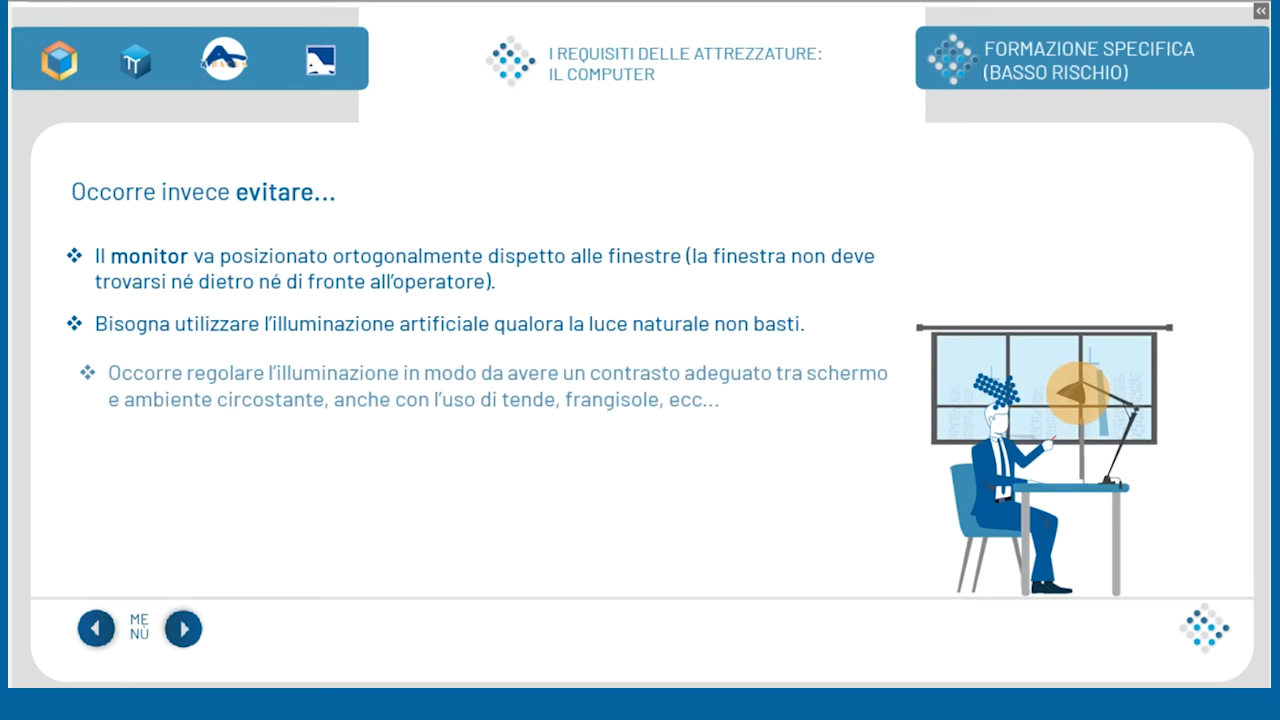 I REQUISITI DELLE ATTREZZATURE:
IL COMPUTER
FORMAZIONE SPECIFICA
(BASSO RISCHIO)
Occorre invece evitare...
Il monitor va posizionato ortogonalmente dispetto alle finestre (la finestra non deve
trovarsi né dietro né di fronte all'operatore).
Bisogna utilizzare l'illuminazione artificiale qualora la luce naturale non basti.
Occorre regolare l'illuminazione in modo da avere un contrasto adeguato tra schermo
e ambiente circostante, anche con l'uso di tende, frangisole, ecc...
ME
NÙ